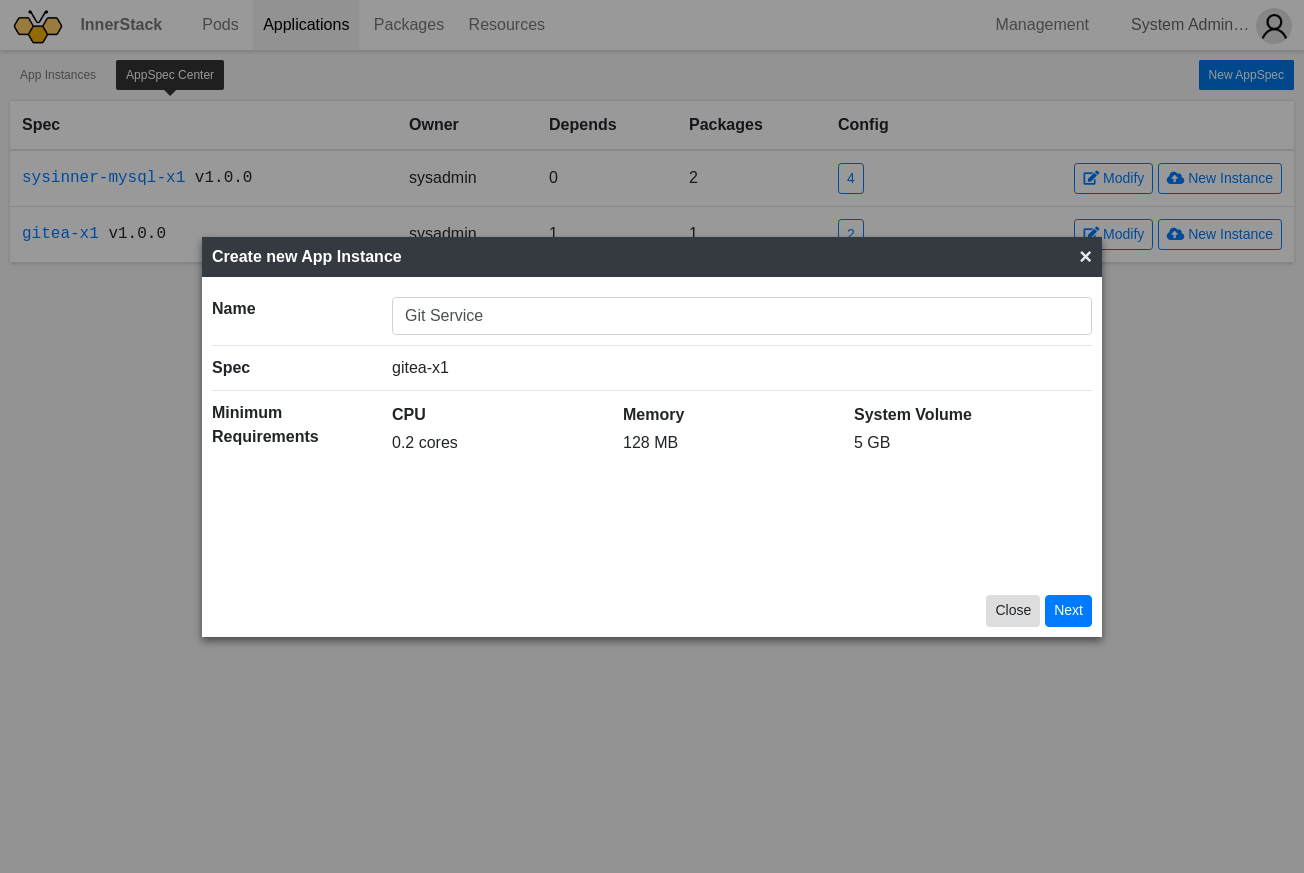 InnerStack Pods Applications Packages Resources Management System Admin…
App Instances AppSpec Center New AppSpec
Spec Owner Depends Packages Config
sysinner-mysql-x1 v1.0.0 sysadmin 0 2 4 Modify New Instance
gitea-x1 v1.0.0 sysadmin 1 1 2 Modify New Instance
Create new App Instance ×
Name Git Service
Spec gitea-x1
Minimum Requirements CPU Memory System Volume
0.2 cores 128 MB 5 GB
Close Next